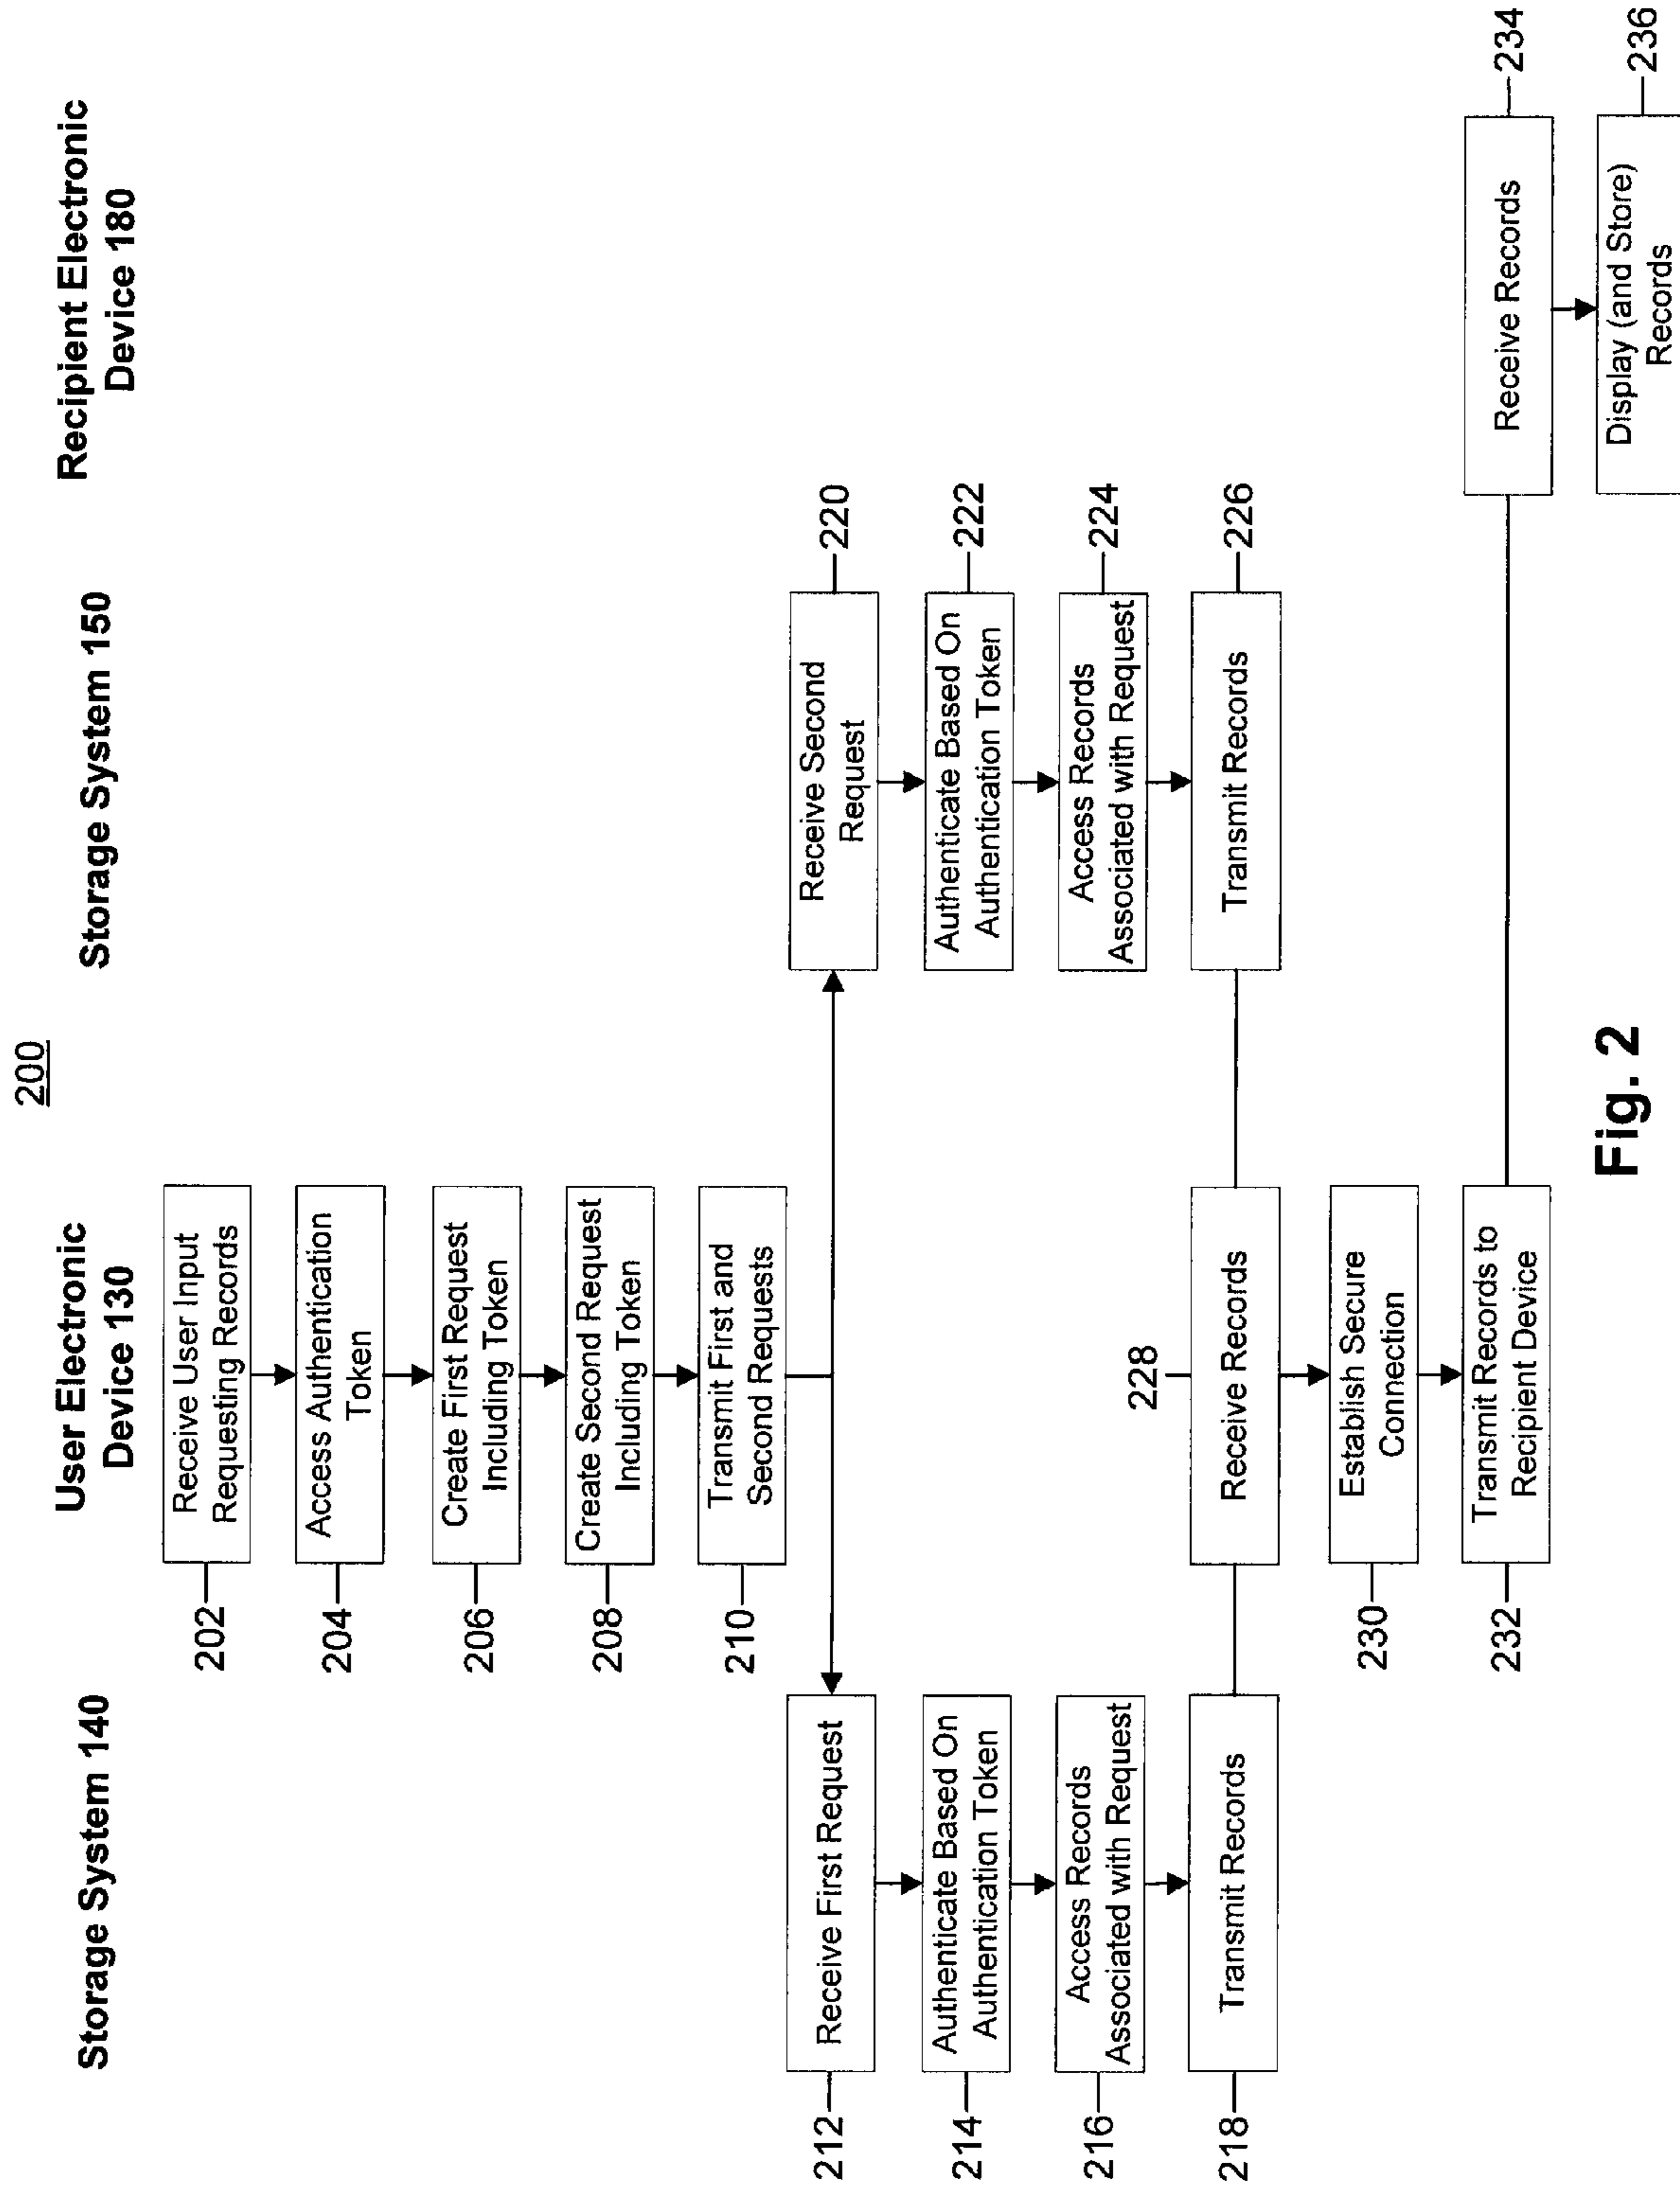 200
Storage System 140
User Electronic
Device 130
Storage System 150
Recipient Electronic
Device 180
202
Receive User Input
Requesting Records
204
Access Authentication
Token
206
Create First Request
Including Token
208
Create Second Request
Including Token
210
Transmit First and
Second Requests
212
Receive First Request
214
Authenticate Based On
Authentication Token
216
Access Records
Associated with Request
218
Transmit Records
Receive Second
Request
220
Authenticate Based On
Authentication Token
222
Access Records
Associated with Request
224
Transmit Records
226
228
Receive Records
230
Establish Secure
Connection
232
Transmit Records to
Recipient Device
Receive Records
234
Display (and Store)
Records
236
Fig. 2